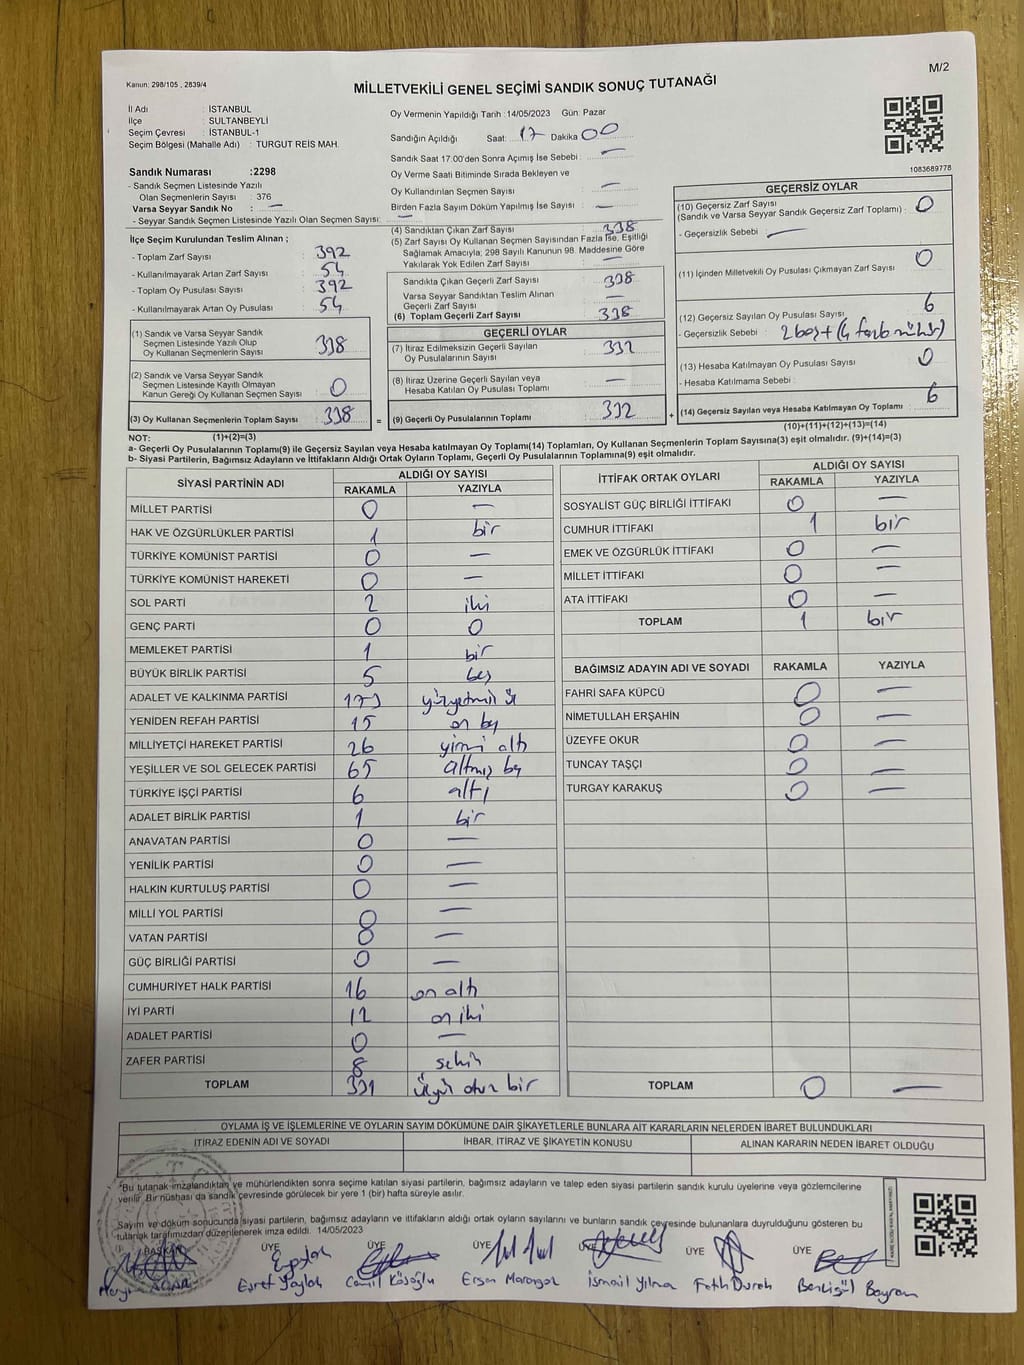 M/2
Kanun: 298/105 , 2839/4
MİLLETVEKİLİ GENEL SEÇİMİ SANDIK SONUÇ TUTANAĞI
İl Adı : İSTANBUL
İlçe : SULTANBEYLİ
Seçim Çevresi : İSTANBUL-1
Seçim Bölgesi (Mahalle Adı) : TURGUT REİS MAH.
Sandık Numarası :2298
- Sandık Seçmen Listesinde Yazılı
Olan Seçmenlerin Sayısı : 376
Varsa Seyyar Sandık No : —
- Seyyar Sandık Seçmen Listesinde Yazılı Olan Seçmen Sayısı: —
İlçe Seçim Kurulundan Teslim Alınan ;
- Toplam Zarf Sayısı : 392
- Kullanılmayarak Artan Zarf Sayısı : 54
- Toplam Oy Pusulası Sayısı : 392
- Kullanılmayarak Artan Oy Pusulası : 54
(1) Sandık ve Varsa Seyyar Sandık
Seçmen Listesinde Yazılı Olup
Oy Kullanan Seçmenlerin Sayısı 338
(2) Sandık ve Varsa Seyyar Sandık
Seçmen Listesinde Kayıtlı Olmayan
Kanun Gereği Oy Kullanan Seçmen Sayısı 0
(3) Oy Kullanan Seçmenlerin Toplam Sayısı 338
Oy Vermenin Yapıldığı Tarih : 14/05/2023 Gün: Pazar
Sandığın Açıldığı Saat: 17 Dakika 00
Sandık Saat 17:00'den Sonra Açımış İse Sebebi : —
Oy Verme Saati Bitiminde Sırada Bekleyen ve
Oy Kullandırılan Seçmen Sayısı : —
Birden Fazla Sayım Döküm Yapılmış İse Sayısı : —
(4) Sandıktan Çıkan Zarf Sayısı : 338
(5) Zarf Sayısı Oy Kullanan Seçmen Sayısından Fazla İse, Eşitliği
Sağlamak Amacıyla, 298 Sayılı Kanunun 98. Maddesine Göre
Yakılarak Yok Edilen Zarf Sayısı : —
Sandıkta Çıkan Geçerli Zarf Sayısı : 338
Varsa Seyyar Sandıktan Teslim Alınan
Geçerli Zarf Sayısı : —
(6) Toplam Geçerli Zarf Sayısı : 338
GEÇERLİ OYLAR
(7) İtiraz Edilmeksizin Geçerli Sayılan
Oy Pusulalarının Sayısı : 332
(8) İtiraz Üzerine Geçerli Sayılan veya
Hesaba Katılan Oy Pusulası Toplamı : —
= (9) Geçerli Oy Pusulalarının Toplamı : 332 +
1083689778
GEÇERSİZ OYLAR
(10) Geçersiz Zarf Sayısı
(Sandık ve Varsa Seyyar Sandık Geçersiz Zarf Toplamı) : 0
- Geçersizlik Sebebi : —
(11) İçinden Milletvekili Oy Pusulası Çıkmayan Zarf Sayısı : 0
(12) Geçersiz Sayılan Oy Pusulası Sayısı : 6
- Geçersizlik Sebebi : 2 boş + (4 fazla mühür)
(13) Hesaba Katılmayan Oy Pusulası Sayısı : 0
- Hesaba Katılmama Sebebi :
(14) Geçersiz Sayılan veya Hesaba Katılmayan Oy Toplamı : 6
(10)+(11)+(12)+(13)=(14)
NOT: (1)+(2)=(3)
a- Geçerli Oy Pusulalarının Toplamı(9) ile Geçersiz Sayılan veya Hesaba katılmayan Oy Toplamı(14) Toplamları, Oy Kullanan Seçmenlerin Toplam Sayısına(3) eşit olmalıdır. (9)+(14)=(3)
b- Siyasi Partilerin, Bağımsız Adayların ve İttifakların Aldığı Ortak Oyların Toplamı, Geçerli Oy Pusulalarının Toplamına(9) eşit olmalıdır.
SİYASİ PARTİNİN ADI ALDIĞI OY SAYISI
RAKAMLA YAZIYLA
MİLLET PARTİSİ 0 —
HAK VE ÖZGÜRLÜKLER PARTİSİ 1 bir
TÜRKİYE KOMÜNİST PARTİSİ 0 —
TÜRKİYE KOMÜNİST HAREKETİ 0 —
SOL PARTİ 2 iki
GENÇ PARTİ 0 0
MEMLEKET PARTİSİ 1 bir
BÜYÜK BİRLİK PARTİSİ 5 beş
ADALET VE KALKINMA PARTİSİ 173 yüzyetmiş üç
YENİDEN REFAH PARTİSİ 15 on beş
MİLLİYETÇİ HAREKET PARTİSİ 26 yirmi altı
YEŞİLLER VE SOL GELECEK PARTİSİ 65 altmış beş
TÜRKİYE İŞÇİ PARTİSİ 6 altı
ADALET BİRLİK PARTİSİ 1 bir
ANAVATAN PARTİSİ 0 —
YENİLİK PARTİSİ 0 —
HALKIN KURTULUŞ PARTİSİ 0 —
MİLLİ YOL PARTİSİ 0 —
VATAN PARTİSİ 0 —
GÜÇ BİRLİĞİ PARTİSİ 0 —
CUMHURİYET HALK PARTİSİ 16 on altı
İYİ PARTİ 12 on iki
ADALET PARTİSİ 0 —
ZAFER PARTİSİ 8 sekiz
TOPLAM 331 üçyüz otuz bir
İTTİFAK ORTAK OYLARI ALDIĞI OY SAYISI
RAKAMLA YAZIYLA
SOSYALİST GÜÇ BİRLİĞİ İTTİFAKI 0 —
CUMHUR İTTİFAKI 1 bir
EMEK VE ÖZGÜRLÜK İTTİFAKI 0 —
MİLLET İTTİFAKI 0 —
ATA İTTİFAKI 0 —
TOPLAM 1 bir
BAĞIMSIZ ADAYIN ADI VE SOYADI RAKAMLA YAZIYLA
FAHRİ SAFA KÜPCÜ 0 —
NİMETULLAH ERŞAHİN 0 —
ÜZEYFE OKUR 0 —
TUNCAY TAŞÇI 0 —
TURGAY KARAKUŞ 0 —
TOPLAM 0 —
OYLAMA İŞ VE İŞLEMLERİNE VE OYLARIN SAYIM DÖKÜMÜNE DAİR ŞİKAYETLERLE BUNLARA AİT KARARLARIN NELERDEN İBARET BULUNDUKLARI
İTİRAZ EDENİN ADI VE SOYADI İHBAR, İTİRAZ VE ŞİKAYETİN KONUSU ALINAN KARARIN NEDEN İBARET OLDUĞU
"Bu tutanak imzalandıktan ve mühürlendikten sonra seçime katılan siyasi partilerin, bağımsız adayların ve talep eden siyasi partilerin sandık kurulu üyelerine veya gözlemcilerine
verilir. Bir nüshası da sandık çevresinde görülecek bir yere 1 (bir) hafta süreyle asılır.
Sayım ve döküm sonucunda siyasi partilerin, bağımsız adayların ve ittifakların aldığı ortak oyların sayılarını ve bunların sandık çevresinde bulunanlara duyrulduğunu gösteren bu
tutanak tarafımızdan düzenlenerek imza edildi. 14/05/2023
BAŞKAN ÜYE ÜYE ÜYE ÜYE ÜYE ÜYE
Eşref Yaylak Camil Köseoğlu Ersan Marangoz İsmail Yılmaz Fatih Durak Bengigül Bayram